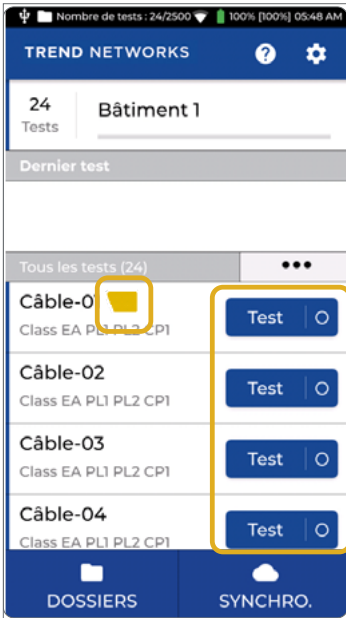 Nombre de tests : 24/2500 100% [100%] 05:48 AM
TREND NETWORKS ?
24
Tests
Bâtiment 1
Dernier test
Tous les tests (24) •••
Câble-01
Class EA PL1 PL2 CP1
Test
Câble-02
Class EA PL1 PL2 CP1
Test
Câble-03
Class EA PL1 PL2 CP1
Test
Câble-04
Class EA PL1 PL2 CP1
Test
DOSSIERS
SYNCHRO.